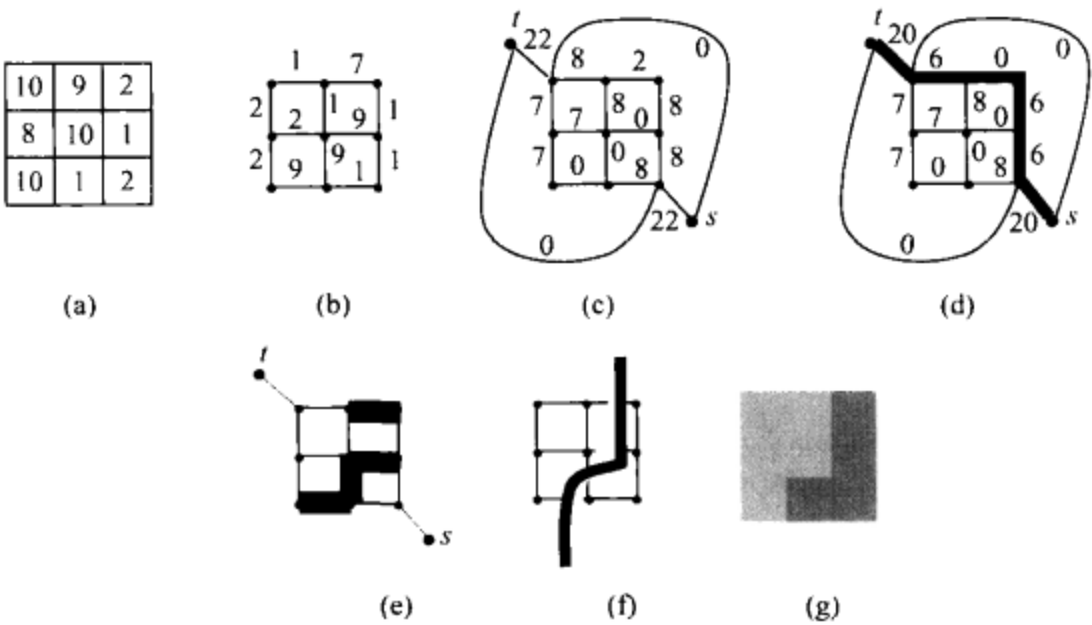 t 22 0 8 2
t 20 0 6 0
10 9 2
8 10 1
10 1 2
1 7
2 2 1 9 1
2 9 9 1 1
7 7 8 0 8
7 0 0 8 8
22 s
0
7 7 8 0 6
7 0 0 8 6
20 s
0
(a) (b) (c) (d)
t
s
(e) (f) (g)